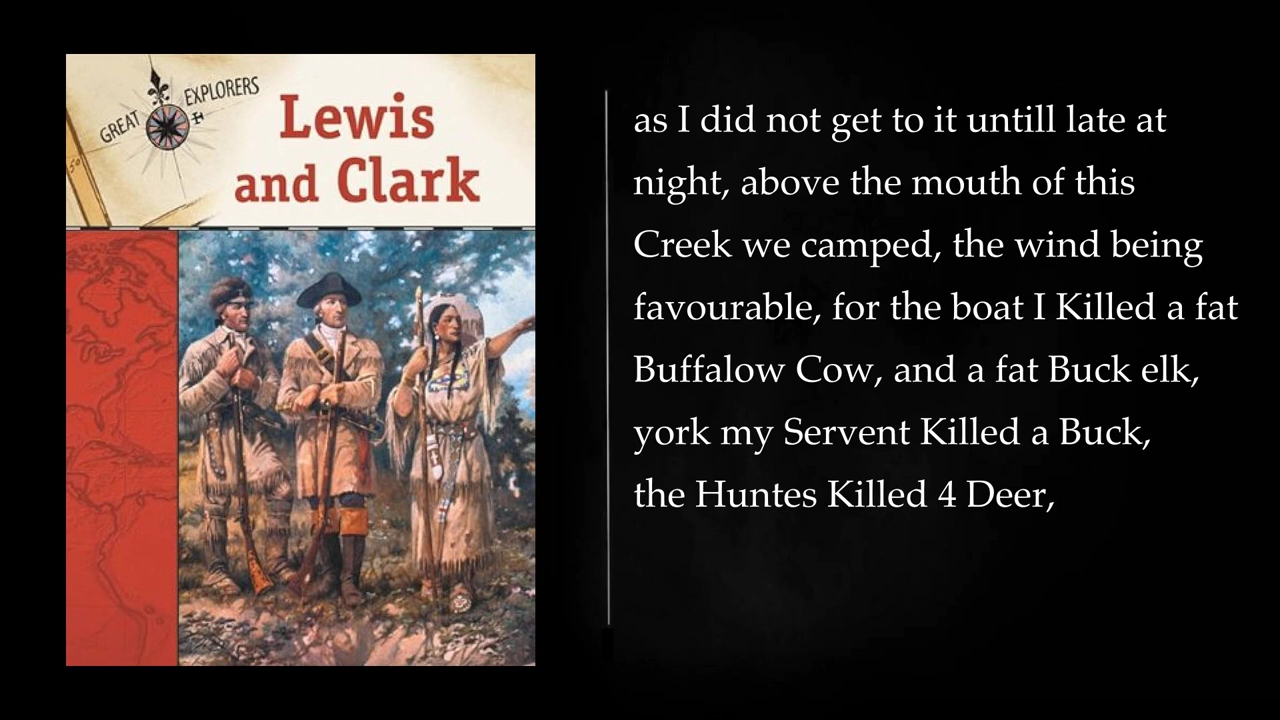 GREAT EXPLORERS
Lewis
and Clark
50
as I did not get to it untill late at
night, above the mouth of this
Creek we camped, the wind being
favourable, for the boat I Killed a fat
Buffalow Cow, and a fat Buck elk,
york my Servent Killed a Buck,
the Huntes Killed 4 Deer,